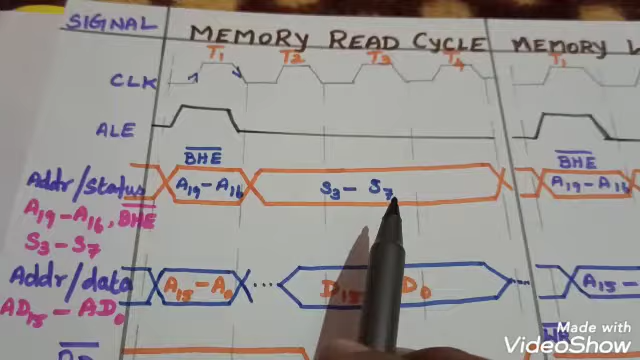 SIGNAL
MEMORY READ CYCLE
MEMORY
T1 T2 T3 T4
T1
CLK
ALE
BHE
BHE
Addr/status
A19-A16, BHE
S3-S7
A19-A16
S3-S7
A19-A16
Addr/data
AD15-AD0
A15-A0
D15 D0
A15-
Made with
VideoShow